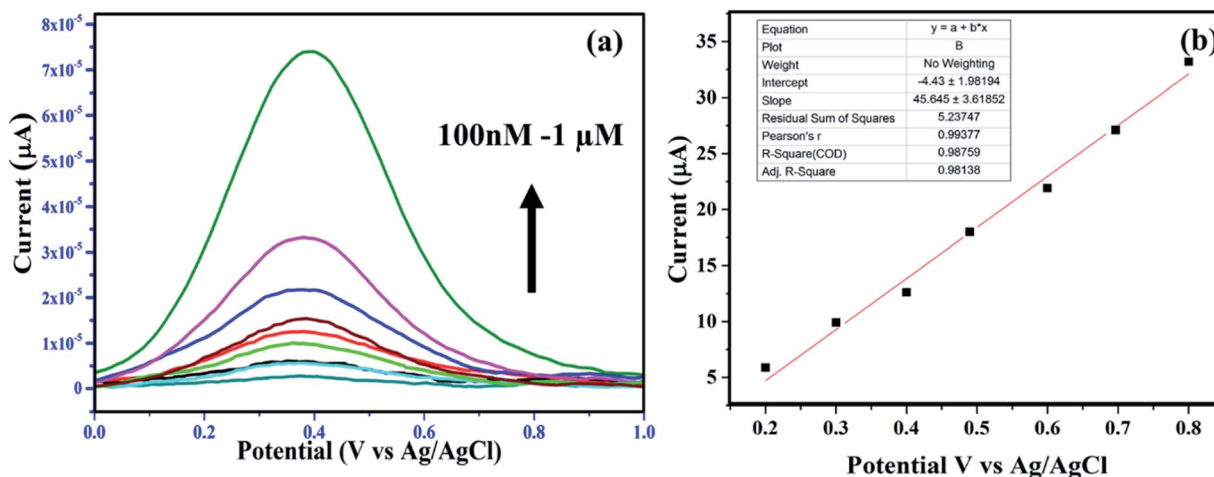 (a)
8x10⁻⁵
7x10⁻⁵
6x10⁻⁵
5x10⁻⁵
4x10⁻⁵
3x10⁻⁵
2x10⁻⁵
1x10⁻⁵
0
Current (µA)
100nM -1 µM
0.0 0.2 0.4 0.6 0.8 1.0
Potential (V vs Ag/AgCl)
(b)
Equation y = a + b*x
Plot B
Weight No Weighting
Intercept -4.43 ± 1.98194
Slope 45.645 ± 3.61852
Residual Sum of Squares 5.23747
Pearson's r 0.99377
R-Square(COD) 0.98759
Adj. R-Square 0.98138
35
30
25
20
15
10
5
Current (µA)
0.2 0.3 0.4 0.5 0.6 0.7 0.8
Potential V vs Ag/AgCl